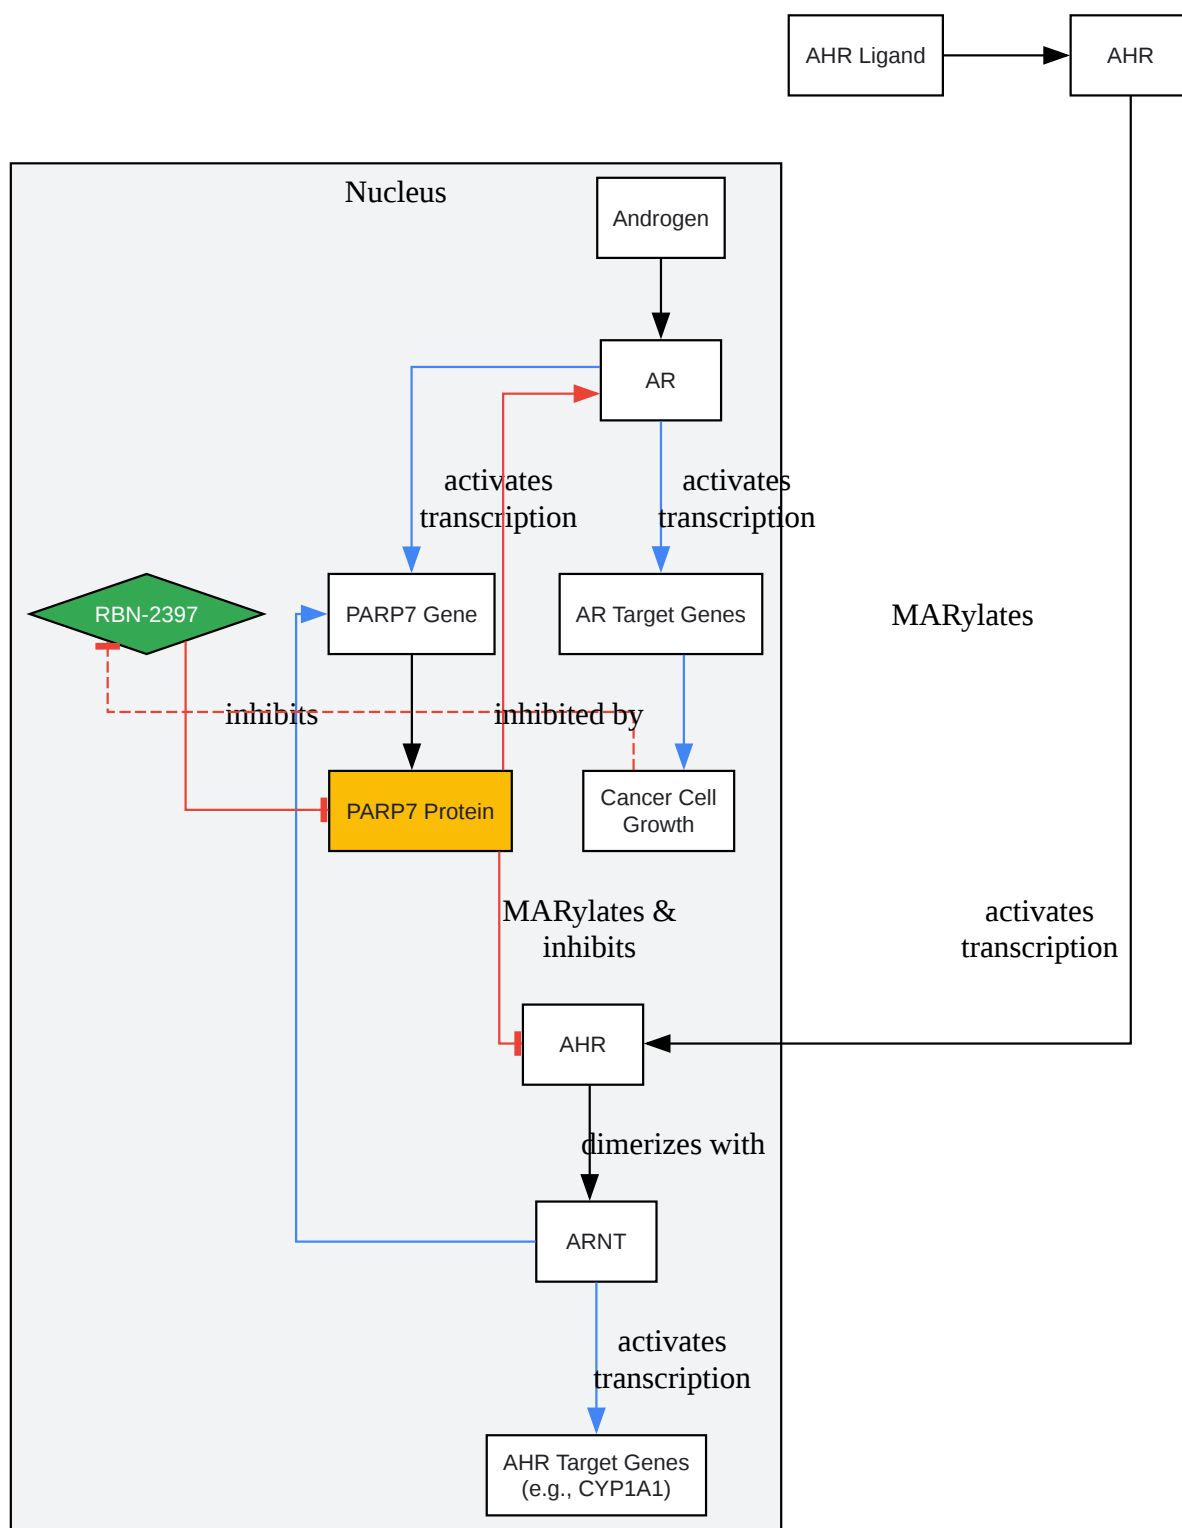 AHR Ligand
AHR
Nucleus
Androgen
AR
activates
transcription
activates
transcription
RBN-2397
PARP7 Gene
AR Target Genes
MARylates
inhibits
inhibited by
PARP7 Protein
Cancer Cell
Growth
MARylates &
inhibits
activates
transcription
AHR
dimerizes with
ARNT
activates
transcription
AHR Target Genes
(e.g., CYP1A1)